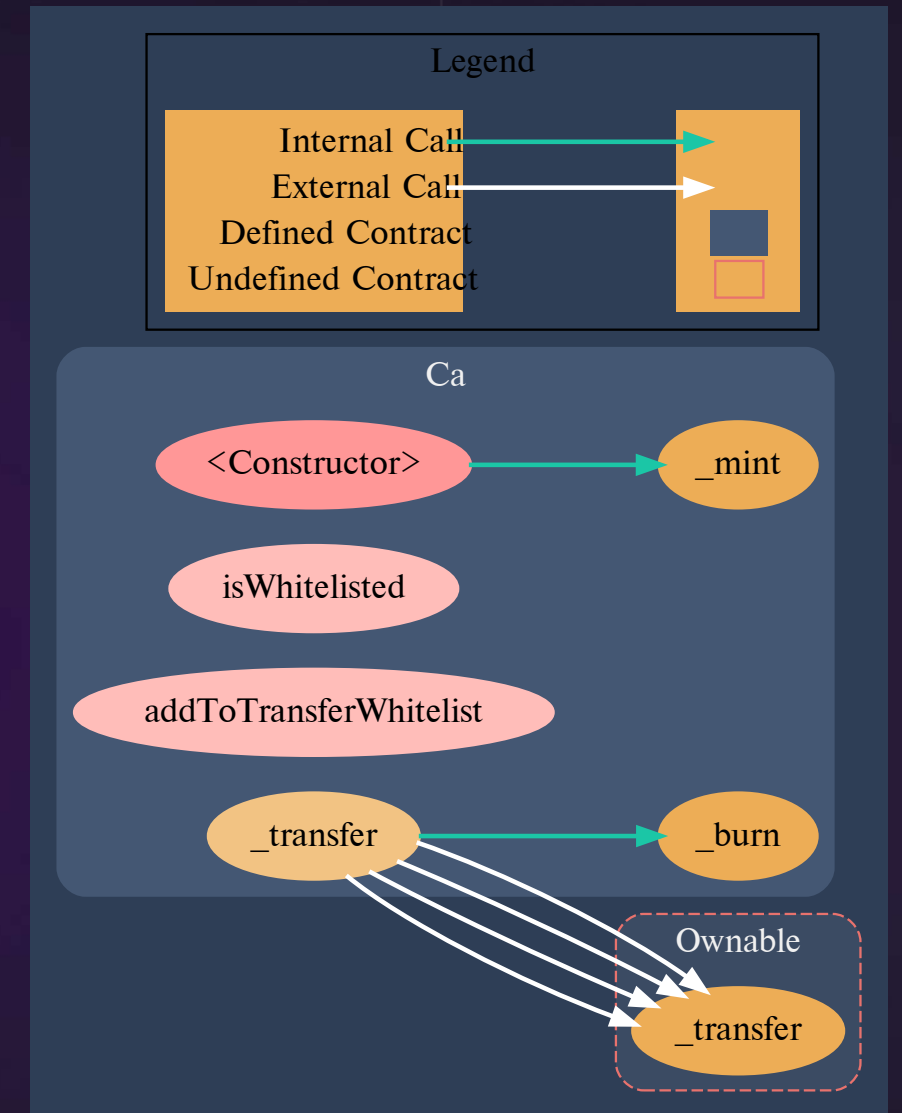 Legend
Internal Call
External Call
Defined Contract
Undefined Contract
Ca
<Constructor>
_mint
isWhitelisted
addToTransferWhitelist
_transfer
_burn
Ownable
_transfer